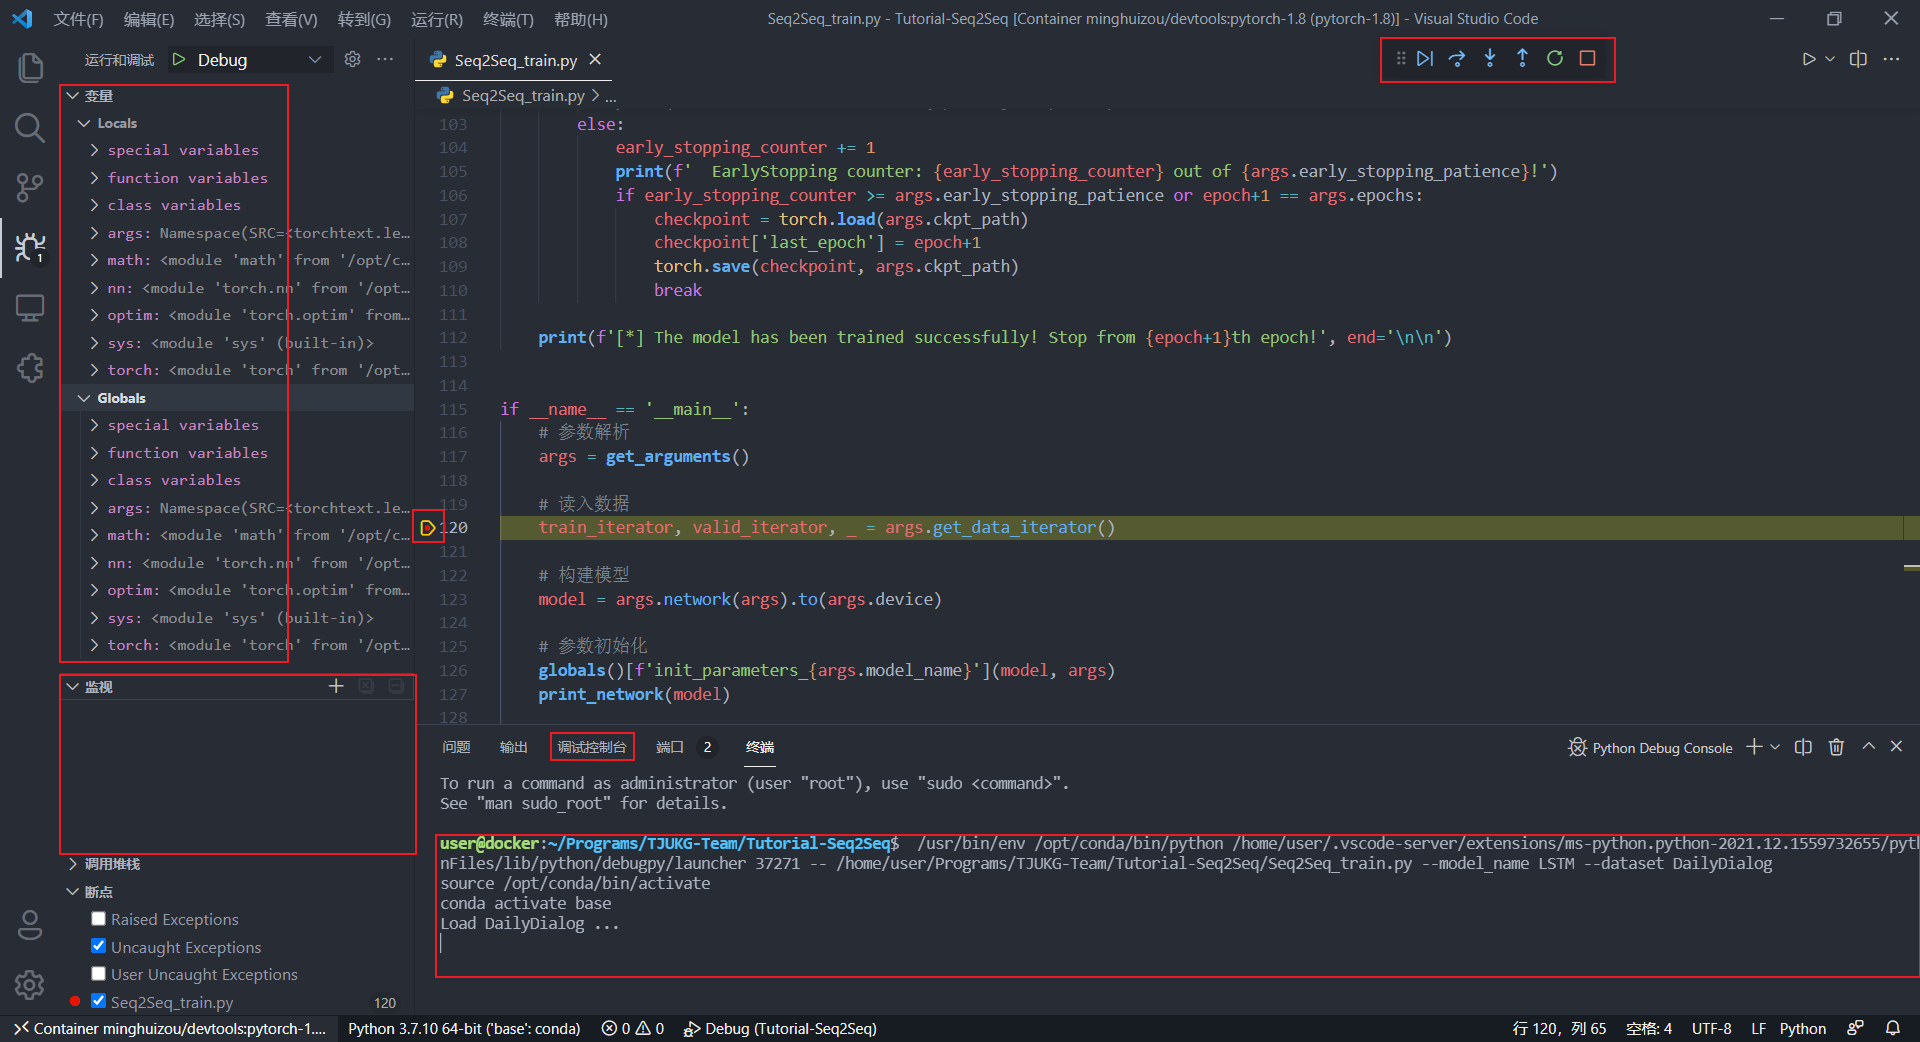 文件(F) 编辑(E) 选择(S) 查看(V) 转到(G) 运行(R) 终端(T) 帮助(H) Seq2Seq_train.py - Tutorial-Seq2Seq [Container minghuizou/devtools:pytorch-1.8 (pytorch-1.8)] - Visual Studio Code
运行和调试 Debug
变量
Locals
special variables
function variables
class variables
args: Namespace(SRC=<torchtext.le…
math: <module 'math' from '/opt/c…
nn: <module 'torch.nn' from '/opt…
optim: <module 'torch.optim' from…
sys: <module 'sys' (built-in)>
torch: <module 'torch' from '/opt…
Globals
special variables
function variables
class variables
args: Namespace(SRC=<torchtext.le…
math: <module 'math' from '/opt/c…
nn: <module 'torch.nn' from '/opt…
optim: <module 'torch.optim' from…
sys: <module 'sys' (built-in)>
torch: <module 'torch' from '/opt…
监视
调用堆栈
断点
Raised Exceptions
Uncaught Exceptions
User Uncaught Exceptions
Seq2Seq_train.py 120
1
Seq2Seq_train.py
Seq2Seq_train.py > ...
103 else:
104 early_stopping_counter += 1
105 print(f'  EarlyStopping counter: {early_stopping_counter} out of {args.early_stopping_patience}!')
106 if early_stopping_counter >= args.early_stopping_patience or epoch+1 == args.epochs:
107 checkpoint = torch.load(args.ckpt_path)
108 checkpoint['last_epoch'] = epoch+1
109 torch.save(checkpoint, args.ckpt_path)
110 break
111
112 print(f'[*] The model has been trained successfully! Stop from {epoch+1}th epoch!', end='\n\n')
113
114
115 if __name__ == '__main__':
116 # 参数解析
117 args = get_arguments()
118
119 # 读入数据
120 train_iterator, valid_iterator, _ = args.get_data_iterator()
121
122 # 构建模型
123 model = args.network(args).to(args.device)
124
125 # 参数初始化
126 globals()[f'init_parameters_{args.model_name}'](model, args)
127 print_network(model)
128
问题 输出 调试控制台 端口 2 终端 Python Debug Console
To run a command as administrator (user "root"), use "sudo <command>".
See "man sudo_root" for details.
user@docker:~/Programs/TJUKG-Team/Tutorial-Seq2Seq$  /usr/bin/env /opt/conda/bin/python /home/user/.vscode-server/extensions/ms-python.python-2021.12.1559732655/pyt
nFiles/lib/python/debugpy/launcher 37271 -- /home/user/Programs/TJUKG-Team/Tutorial-Seq2Seq/Seq2Seq_train.py --model_name LSTM --dataset DailyDialog
source /opt/conda/bin/activate
conda activate base
Load DailyDialog ...
Container minghuizou/devtools:pytorch-1.... Python 3.7.10 64-bit ('base': conda) 0 0 Debug (Tutorial-Seq2Seq) 行 120，列 65 空格: 4 UTF-8 LF Python